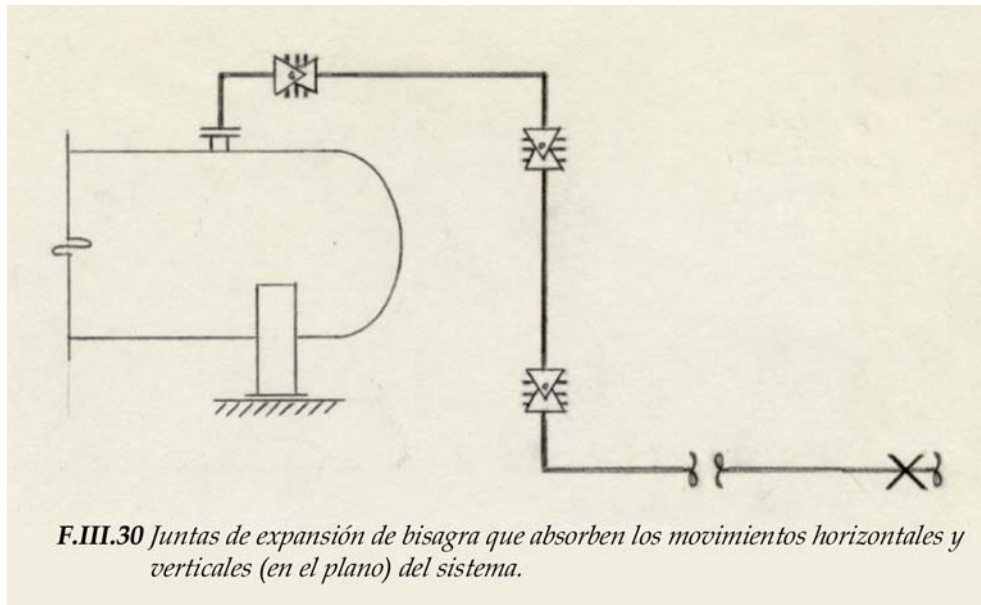 F.III.30 Juntas de expansión de bisagra que absorben los movimientos horizontales y
verticales (en el plano) del sistema.